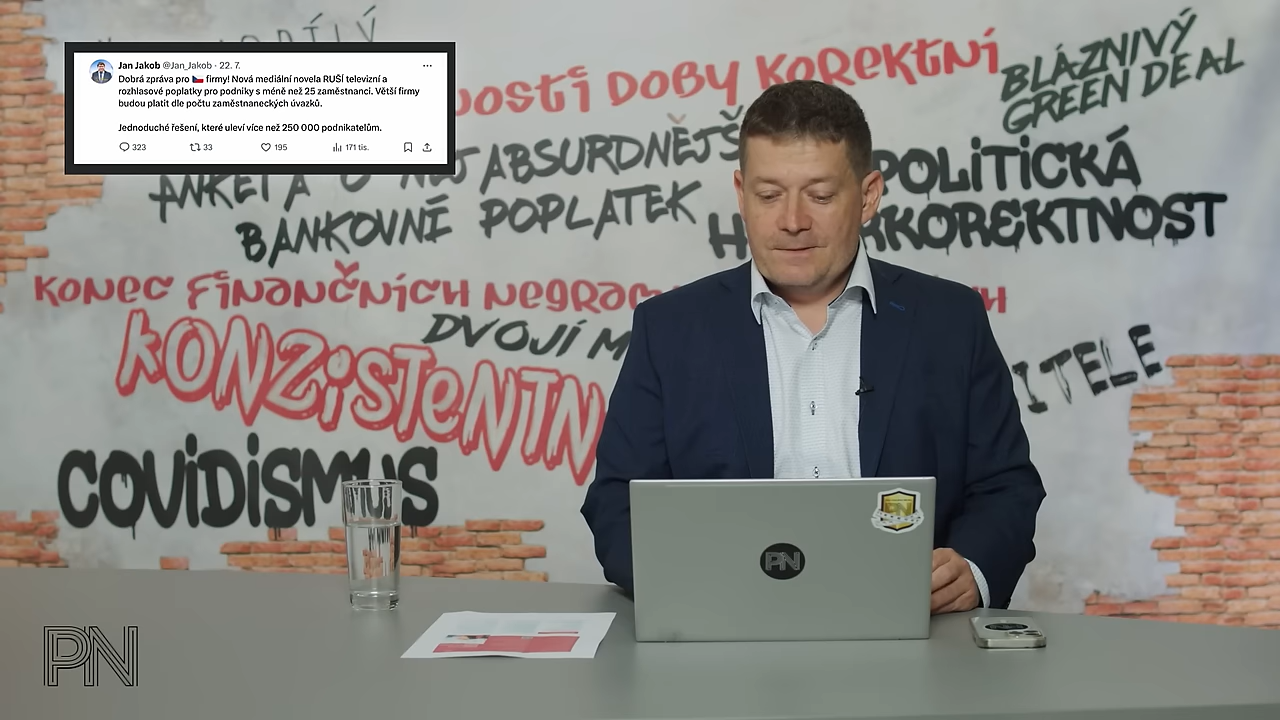 Jan Jakob @Jan_Jakob · 22. 7.
Dobrá zpráva pro 🇨🇿 firmy! Nová mediální novela RUŠÍ televizní a
rozhlasové poplatky pro podniky s méně než 25 zaměstnanci. Větší firmy
budou platit dle počtu zaměstnaneckých úvazků.
Jednoduché řešení, které uleví více než 250 000 podnikatelům.
323 33 195 171 tis.
DOBY KOREKTNÍ
BLÁZNIVÝ
GREEN DEAL
ANKETA O NEJABSURDNĚJŠ
BANKOVNÍ POPLATEK
POLITICKÁ
KOREKTNOST
KONEC FINANČNÍCH NEGRAM
DVOJÍ M
KONZISTENTN
ITELE
COVIDISMUS
PN
PN